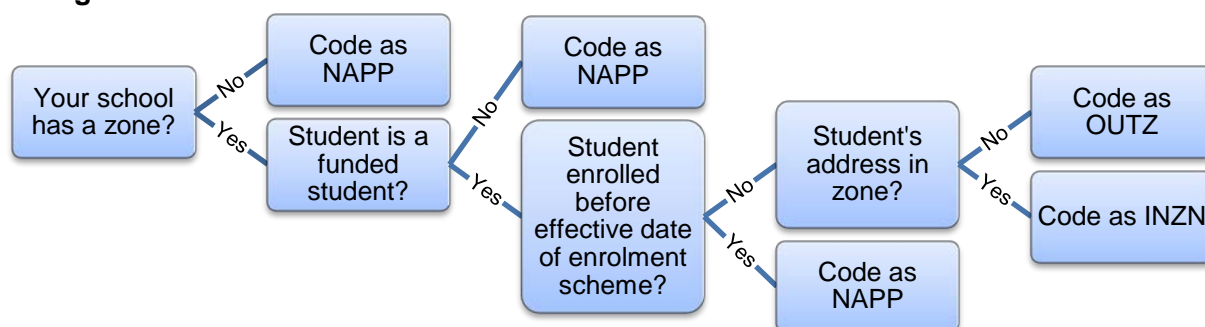 Your school
has a zone?
No
Yes
Code as
NAPP
Student is a
funded
student?
No
Yes
Code as
NAPP
Student
enrolled
before
effective date
of enrolment
scheme?
No
Yes
Student's
address in
zone?
Code as
NAPP
No
Yes
Code as
OUTZ
Code as INZN